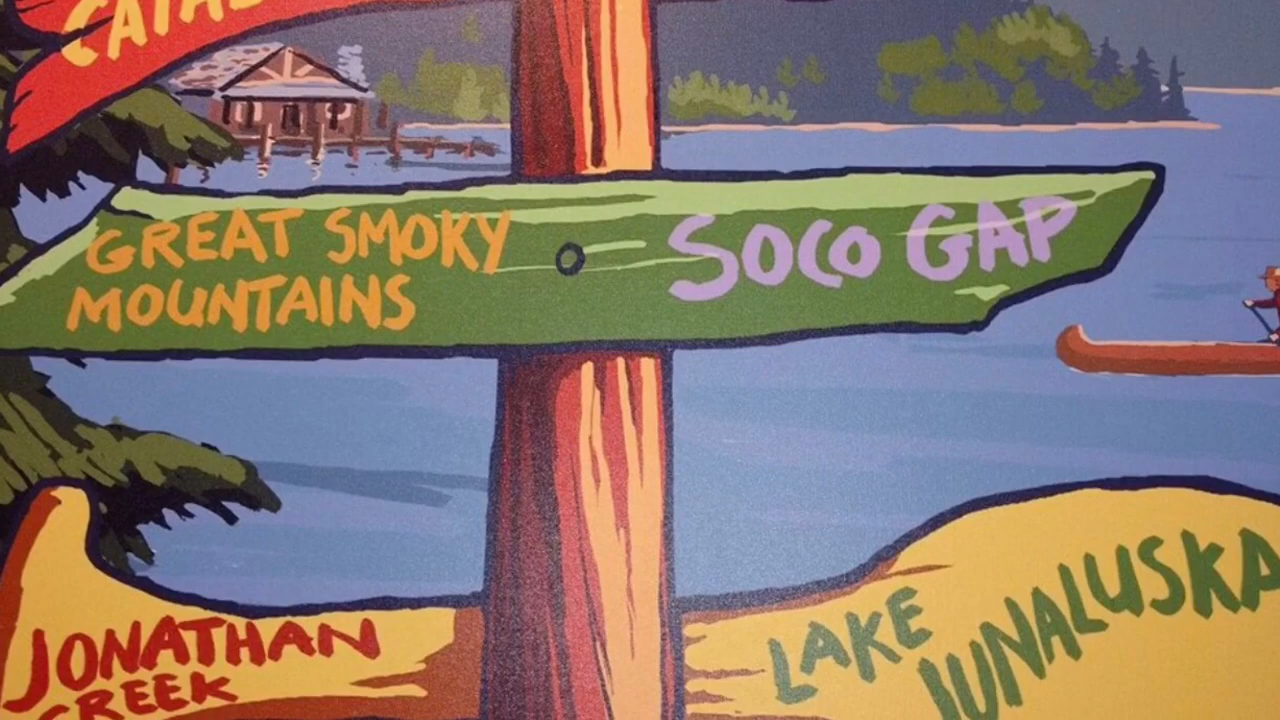 GREAT SMOKY
MOUNTAINS
SOCO GAP
JONATHAN
CREEK
LAKE
JUNALUSKA